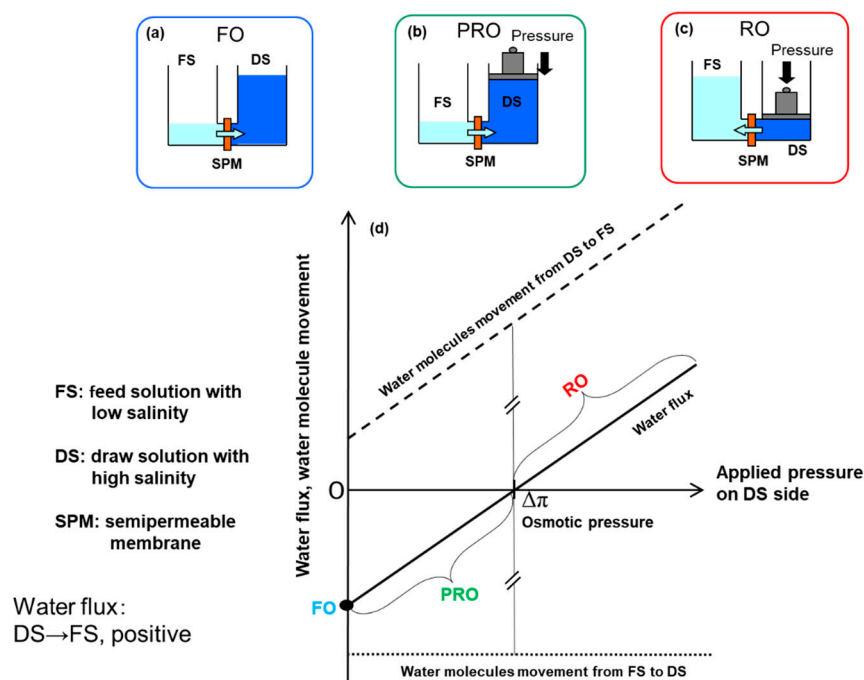 (a)
FO
FS
DS
SPM
(b)
PRO
Pressure
FS
DS
SPM
(c)
RO
Pressure
FS
SPM
DS
(d)
Water flux, water molecule movement
Water molecules movement from DS to FS
RO
Water flux
FS: feed solution with
low salinity
DS: draw solution with
high salinity
SPM: semipermeable
membrane
O
Δπ
Osmotic pressure
Applied pressure
on DS side
FO
PRO
Water flux:
DS→FS, positive
Water molecules movement from FS to DS